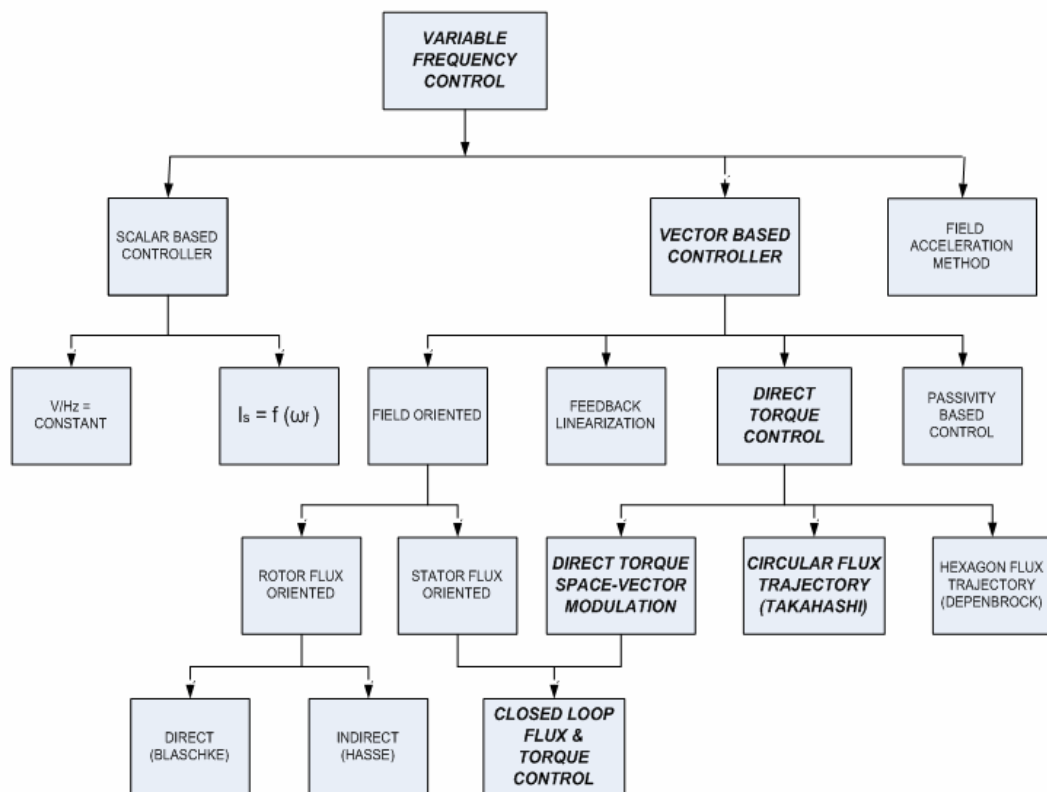 VARIABLE
FREQUENCY
CONTROL
SCALAR BASED
CONTROLLER
VECTOR BASED
CONTROLLER
FIELD
ACCELERATION
METHOD
V/Hz =
CONSTANT
Is = f (ωf)
FIELD ORIENTED
FEEDBACK
LINEARIZATION
DIRECT
TORQUE
CONTROL
PASSIVITY
BASED
CONTROL
ROTOR FLUX
ORIENTED
STATOR FLUX
ORIENTED
DIRECT TORQUE
SPACE-VECTOR
MODULATION
CIRCULAR FLUX
TRAJECTORY
(TAKAHASHI)
HEXAGON FLUX
TRAJECTORY
(DEPENBROCK)
DIRECT
(BLASCHKE)
INDIRECT
(HASSE)
CLOSED LOOP
FLUX &
TORQUE
CONTROL